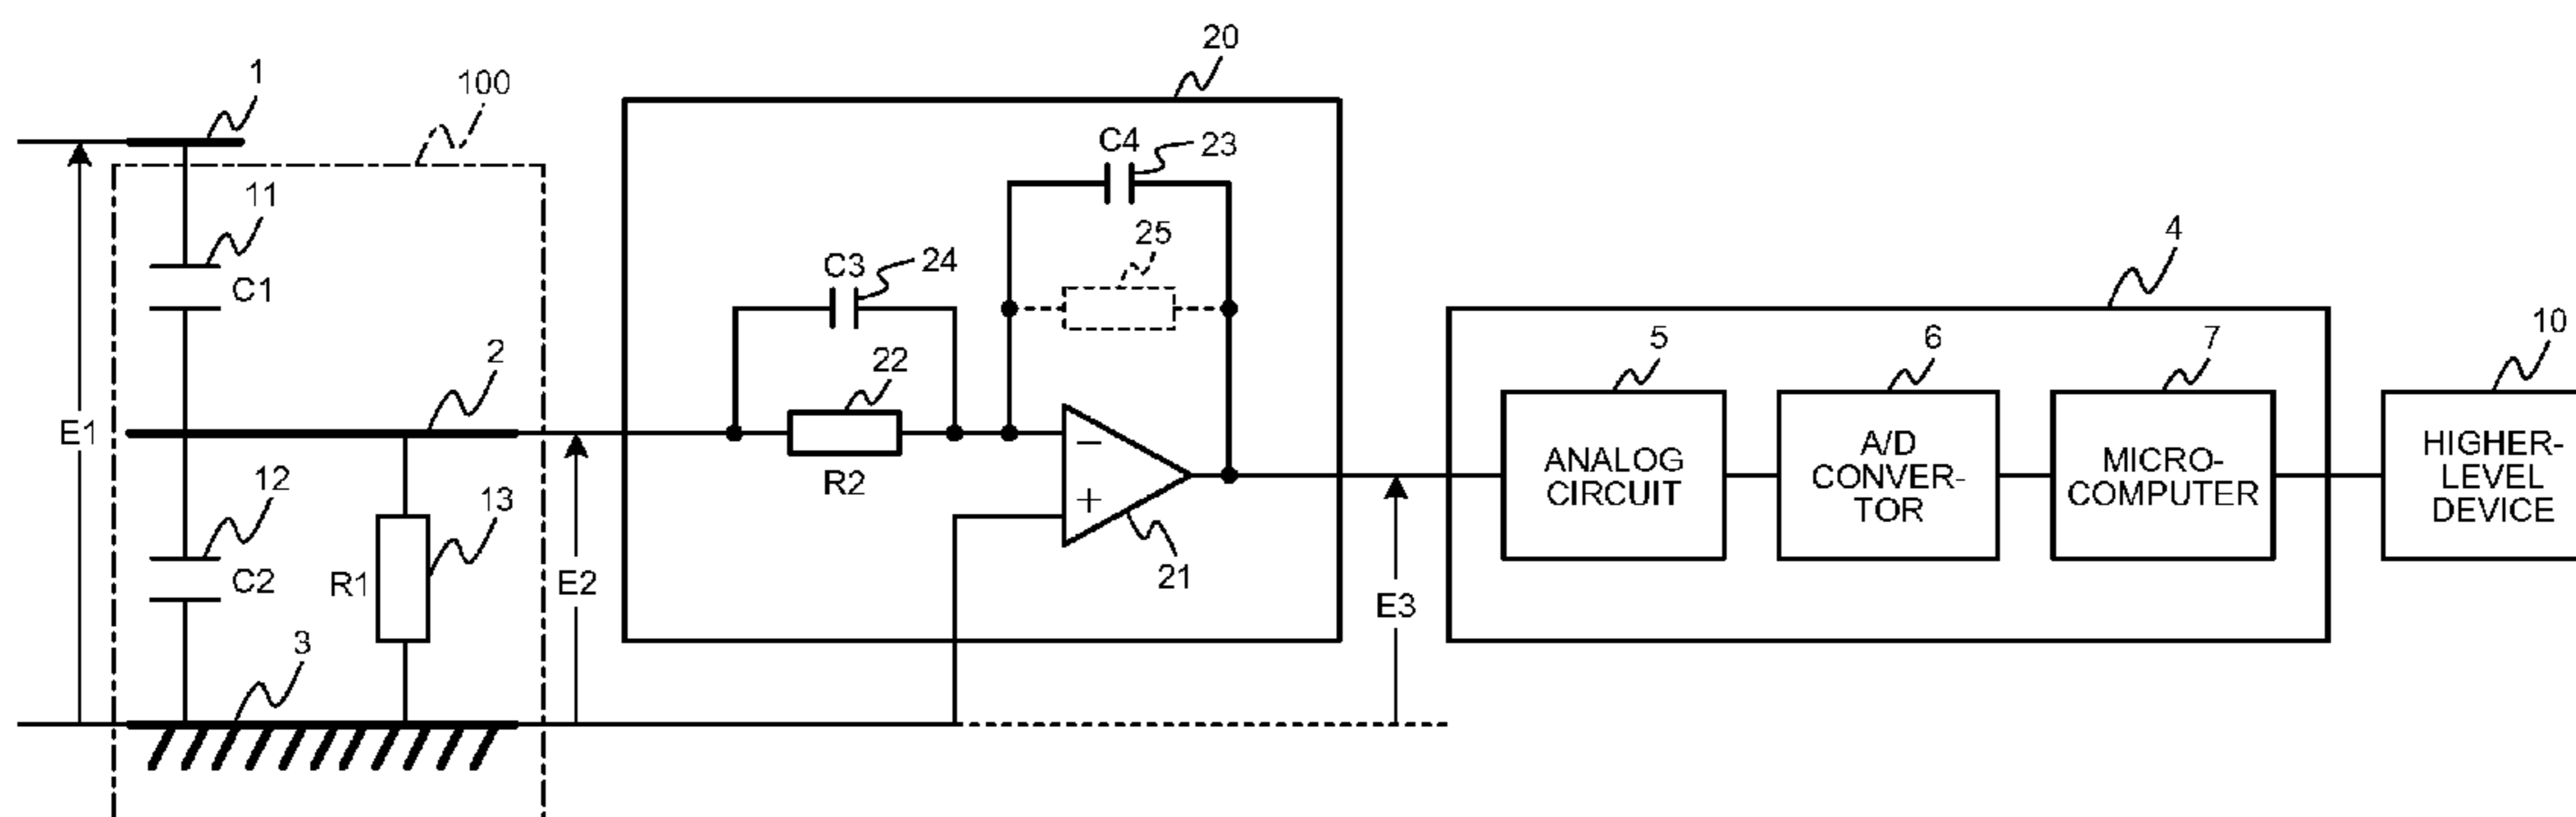 20
1
100
C4
23
11
25
4
C3
24
C1
10
5
6
7
2
22
E1
ANALOG
CIRCUIT
A/D
CONVER-
TOR
MICRO-
COMPUTER
HIGHER-
LEVEL
DEVICE
−
12
13
R2
+
21
C2
R1
E2
E3
3